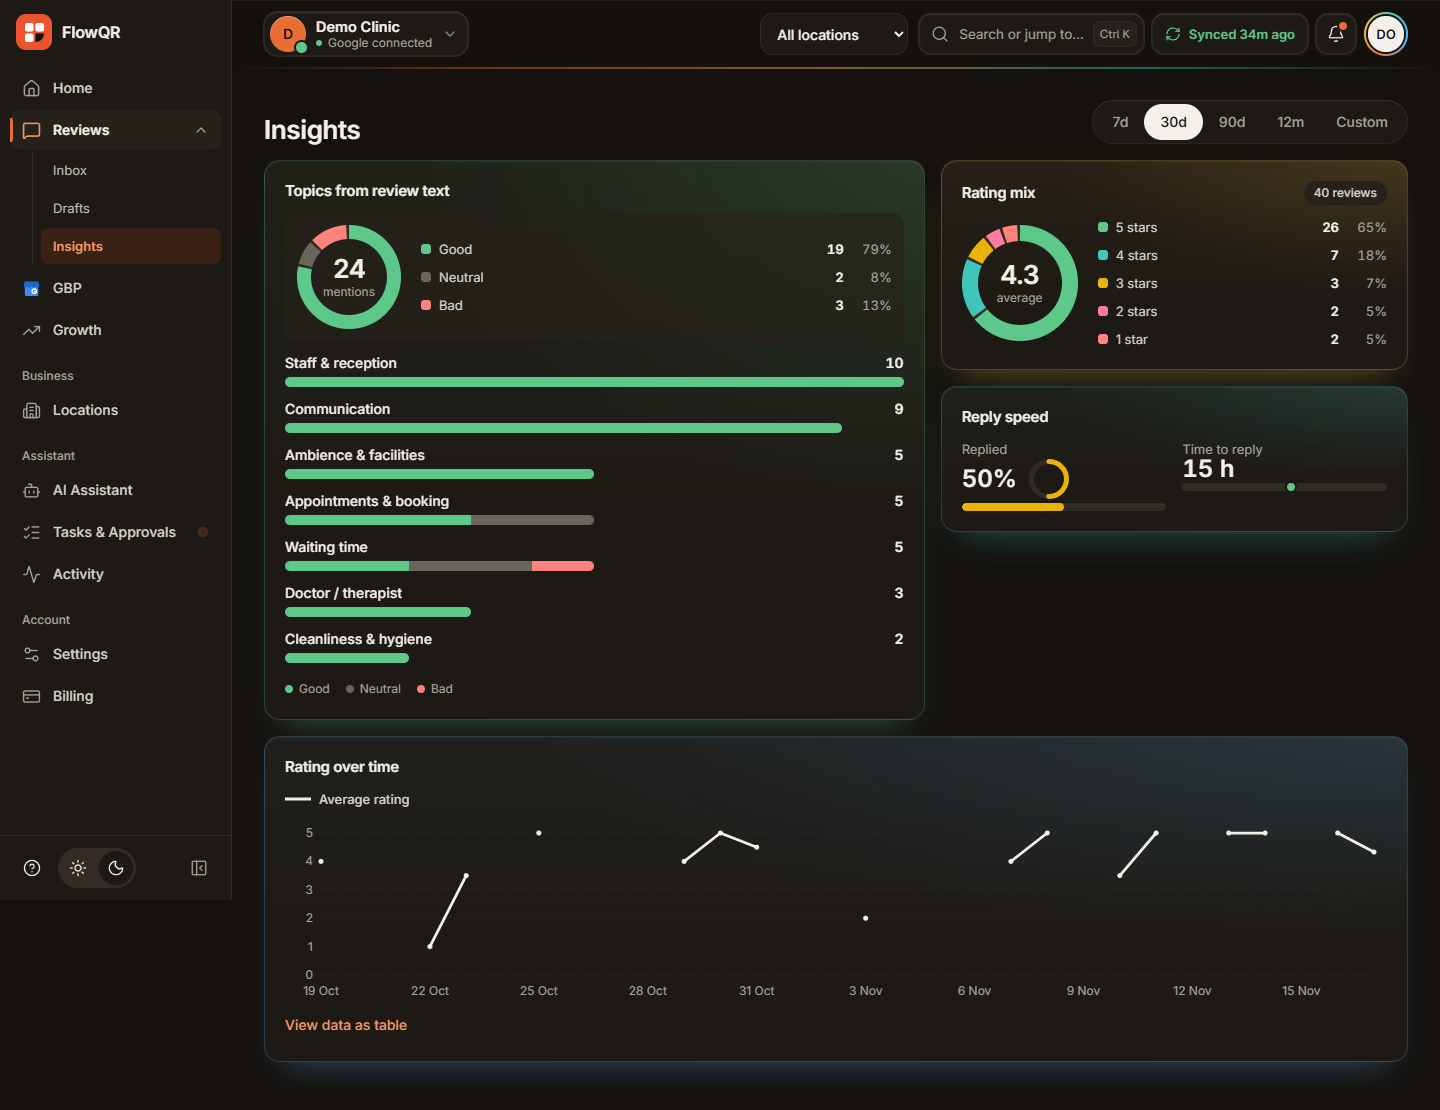 FlowQR
Home
Reviews
Inbox
Drafts
Insights
GBP
Growth
Business
Locations
Assistant
AI Assistant
Tasks & Approvals
Activity
Account
Settings
Billing
D
Demo Clinic
Google connected
All locations
Search or jump to...
Ctrl K
Synced 34m ago
DO
Insights
7d 30d 90d 12m Custom
Topics from review text
24
mentions
Good 19 79%
Neutral 2 8%
Bad 3 13%
Staff & reception 10
Communication 9
Ambience & facilities 5
Appointments & booking 5
Waiting time 5
Doctor / therapist 3
Cleanliness & hygiene 2
Good Neutral Bad
Rating mix
40 reviews
4.3
average
5 stars 26 65%
4 stars 7 18%
3 stars 3 7%
2 stars 2 5%
1 star 2 5%
Reply speed
Replied
50%
Time to reply
15 h
Rating over time
Average rating
5
4
3
2
1
0
19 Oct 22 Oct 25 Oct 28 Oct 31 Oct 3 Nov 6 Nov 9 Nov 12 Nov 15 Nov
View data as table